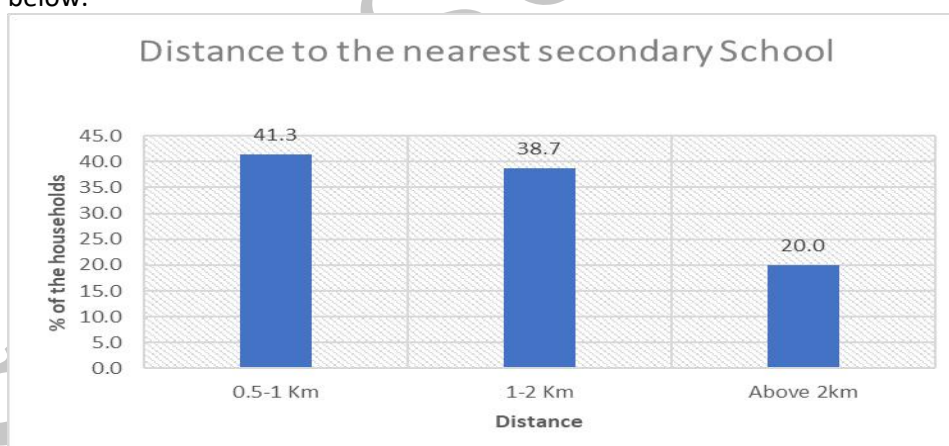 below.
Distance to the nearest secondary School
% of the households
45.0
40.0
35.0
30.0
25.0
20.0
15.0
10.0
5.0
0.0
41.3
38.7
20.0
0.5-1 Km
1-2 Km
Above 2km
Distance